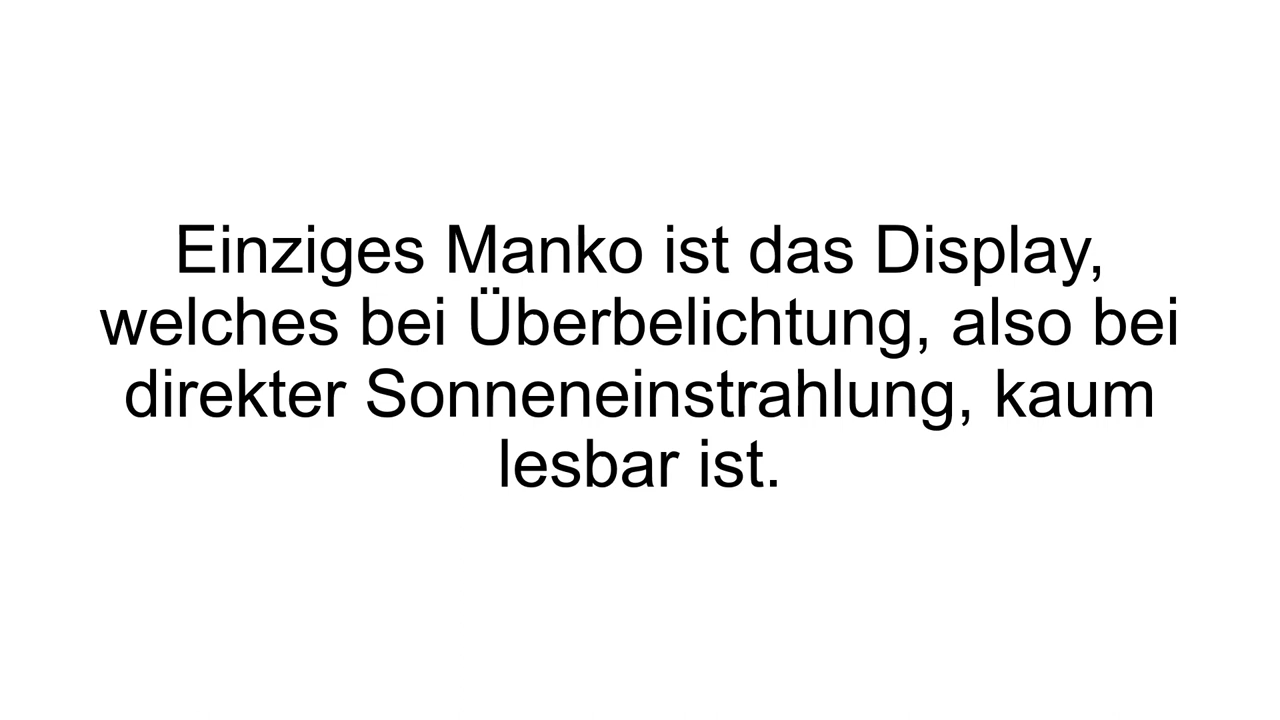 Einziges Manko ist das Display,
welches bei Überbelichtung, also bei
direkter Sonneneinstrahlung, kaum
lesbar ist.